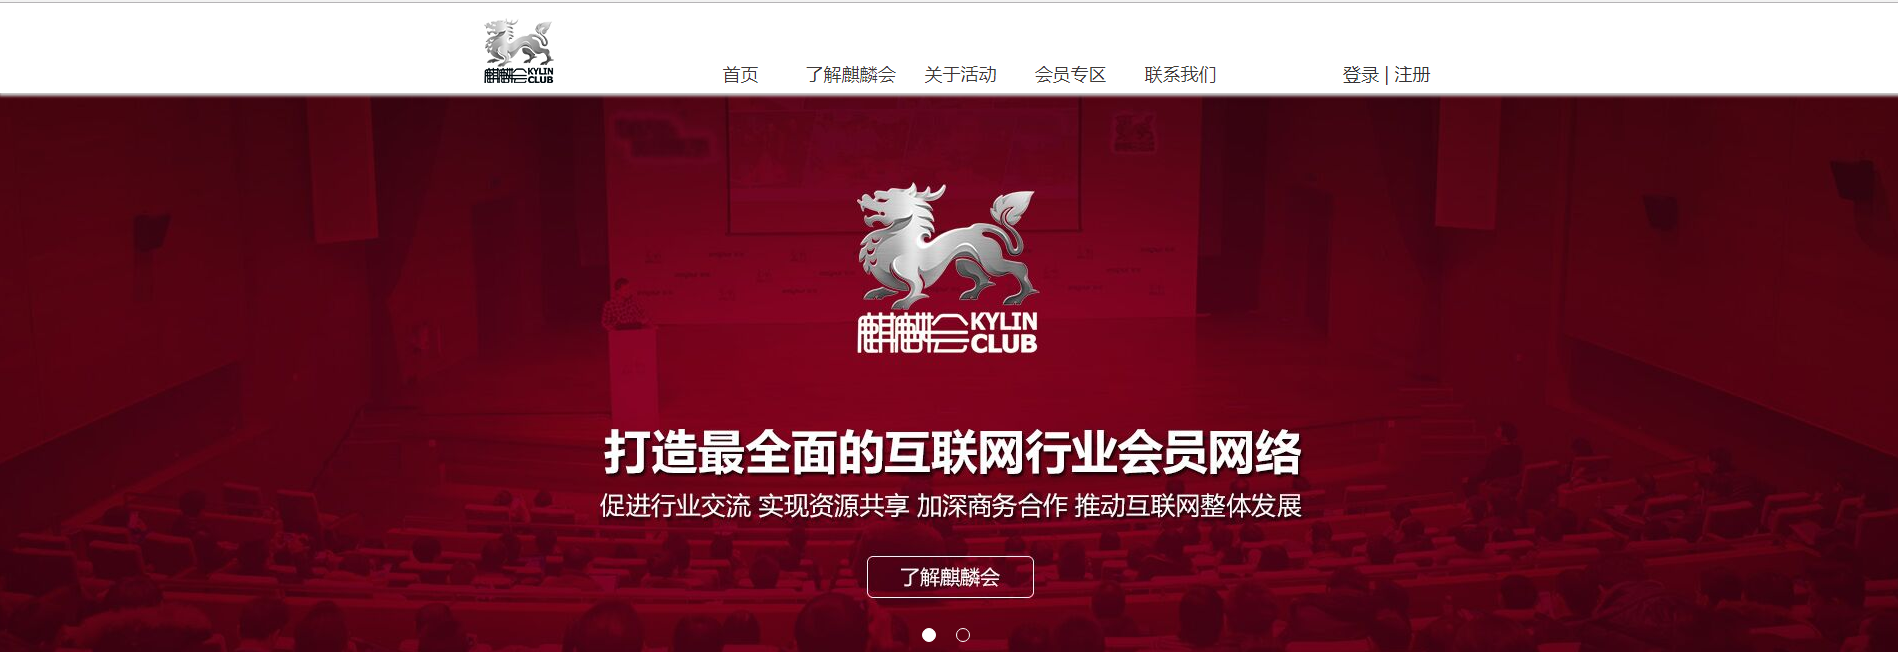 麒麟会 KYLIN CLUB
首页 了解麒麟会 关于活动 会员专区 联系我们 登录 | 注册
麒麟会 KYLIN CLUB
打造最全面的互联网行业会员网络
促进行业交流 实现资源共享 加深商务合作 推动互联网整体发展
了解麒麟会